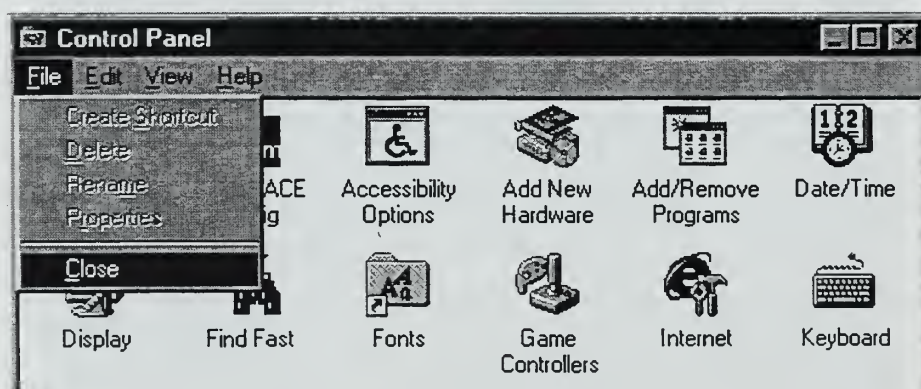 Control Panel
File Edit View Help
Create Shortcut
Delete
Rename
Properties
Close
ACE
Accessibility Options
Add New Hardware
Add/Remove Programs
Date/Time
Display
Find Fast
Fonts
Game Controllers
Internet
Keyboard